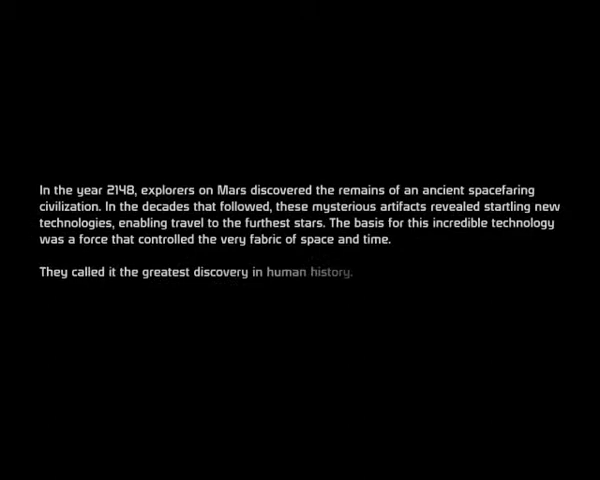 In the year 2148, explorers on Mars discovered the remains of an ancient spacefaring
civilization. In the decades that followed, these mysterious artifacts revealed startling new
technologies, enabling travel to the furthest stars. The basis for this incredible technology
was a force that controlled the very fabric of space and time.
They called it the greatest discovery in human history.